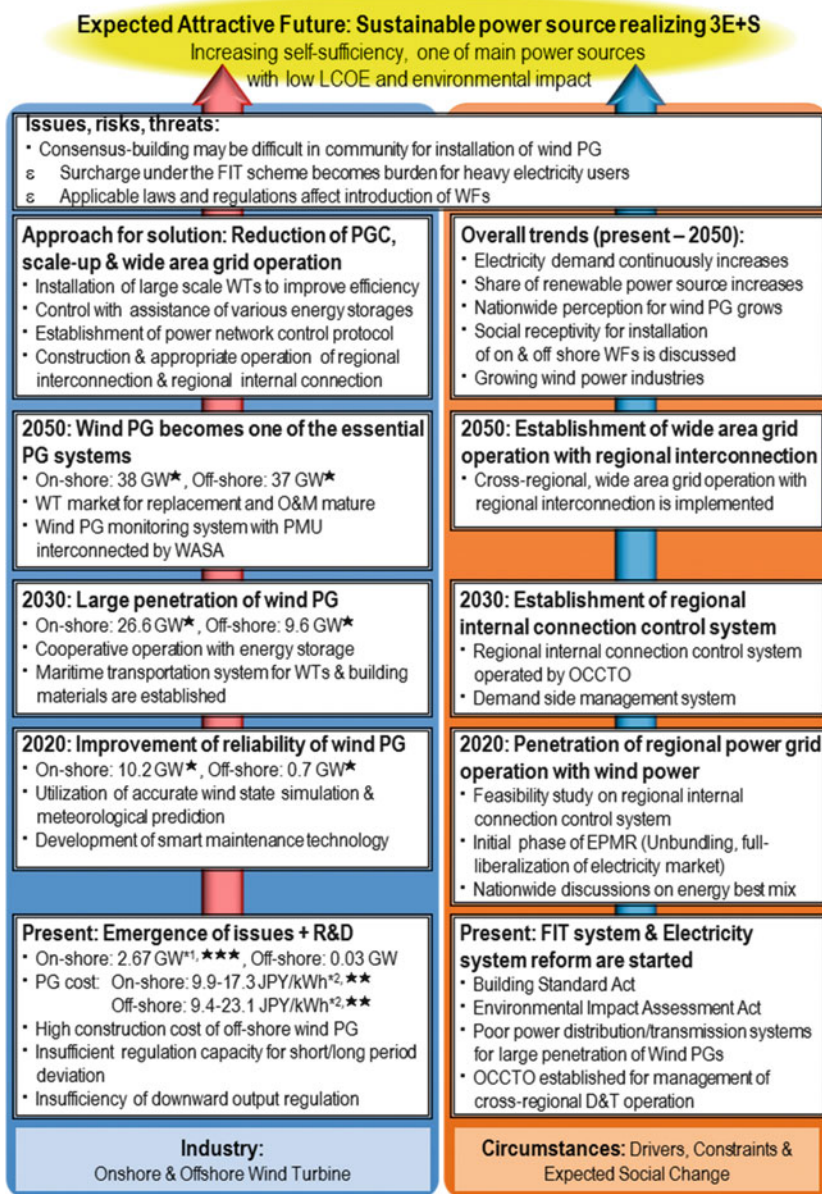 Expected Attractive Future: Sustainable power source realizing 3E+S
Increasing self-sufficiency, one of main power sources
with low LCOE and environmental impact
Issues, risks, threats:
• Consensus-building may be difficult in community for installation of wind PG
ε Surcharge under the FIT scheme becomes burden for heavy electricity users
ε Applicable laws and regulations affect introduction of WFs
Approach for solution: Reduction of PGC,
scale-up & wide area grid operation
• Installation of large scale WTs to improve efficiency
• Control with assistance of various energy storages
• Establishment of power network control protocol
• Construction & appropriate operation of regional
interconnection & regional internal connection
2050: Wind PG becomes one of the essential
PG systems
• On-shore: 38 GW★, Off-shore: 37 GW★
• WT market for replacement and O&M mature
• Wind PG monitoring system with PMU
interconnected by WASA
2030: Large penetration of wind PG
• On-shore: 26.6 GW★, Off-shore: 9.6 GW★
• Cooperative operation with energy storage
• Maritime transportation system for WTs & building
materials are established
2020: Improvement of reliability of wind PG
• On-shore: 10.2 GW★, Off-shore: 0.7 GW★
• Utilization of accurate wind state simulation &
meteorological prediction
• Development of smart maintenance technology
Present: Emergence of issues + R&D
• On-shore: 2.67 GW*1, ★★★, Off-shore: 0.03 GW
• PG cost: On-shore: 9.9-17.3 JPY/kWh*2, ★★
Off-shore: 9.4-23.1 JPY/kWh*2, ★★
• High construction cost of off-shore wind PG
• Insufficient regulation capacity for short/long period
deviation
• Insufficiency of downward output regulation
Industry:
Onshore & Offshore Wind Turbine
Overall trends (present – 2050):
• Electricity demand continuously increases
• Share of renewable power source increases
• Nationwide perception for wind PG grows
• Social receptivity for installation
of on & off shore WFs is discussed
• Growing wind power industries
2050: Establishment of wide area grid
operation with regional interconnection
• Cross-regional, wide area grid operation with
regional interconnection is implemented
2030: Establishment of regional
internal connection control system
• Regional internal connection control system
operated by OCCTO
• Demand side management system
2020: Penetration of regional power grid
operation with wind power
• Feasibility study on regional internal
connection control system
• Initial phase of EPMR (Unbundling, full-
liberalization of electricity market)
• Nationwide discussions on energy best mix
Present: FIT system & Electricity
system reform are started
• Building Standard Act
• Environmental Impact Assessment Act
• Poor power distribution/transmission systems
for large penetration of Wind PGs
• OCCTO established for management of
cross-regional D&T operation
Circumstances: Drivers, Constraints &
Expected Social Change